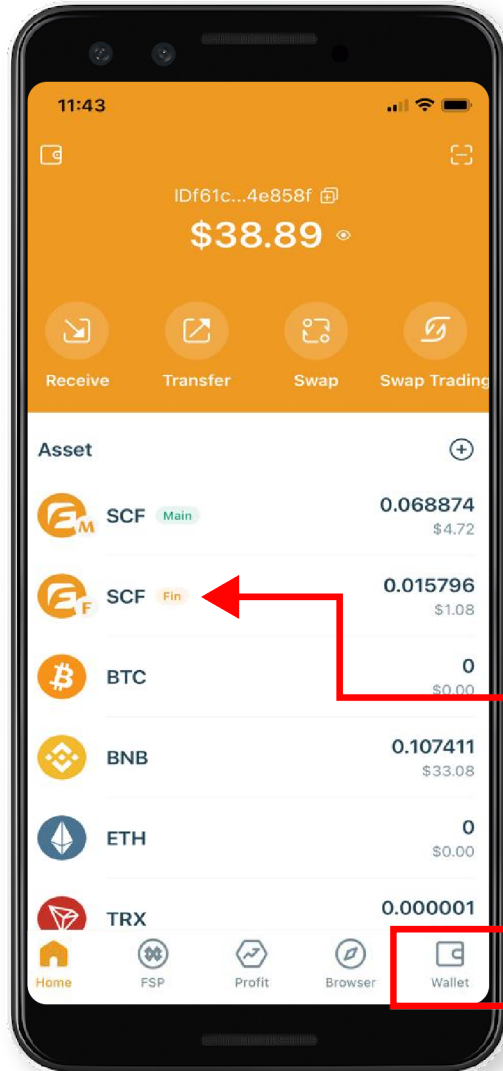 11:43
IDf61c...4e858f
$38.89
Receive Transfer Swap Swap Trading
Asset
SCF Main 0.068874
$4.72
SCF Fin 0.015796
$1.08
BTC 0
$0.00
BNB 0.107411
$33.08
ETH 0
$0.00
TRX 0.000001
Home FSP Profit Browser Wallet